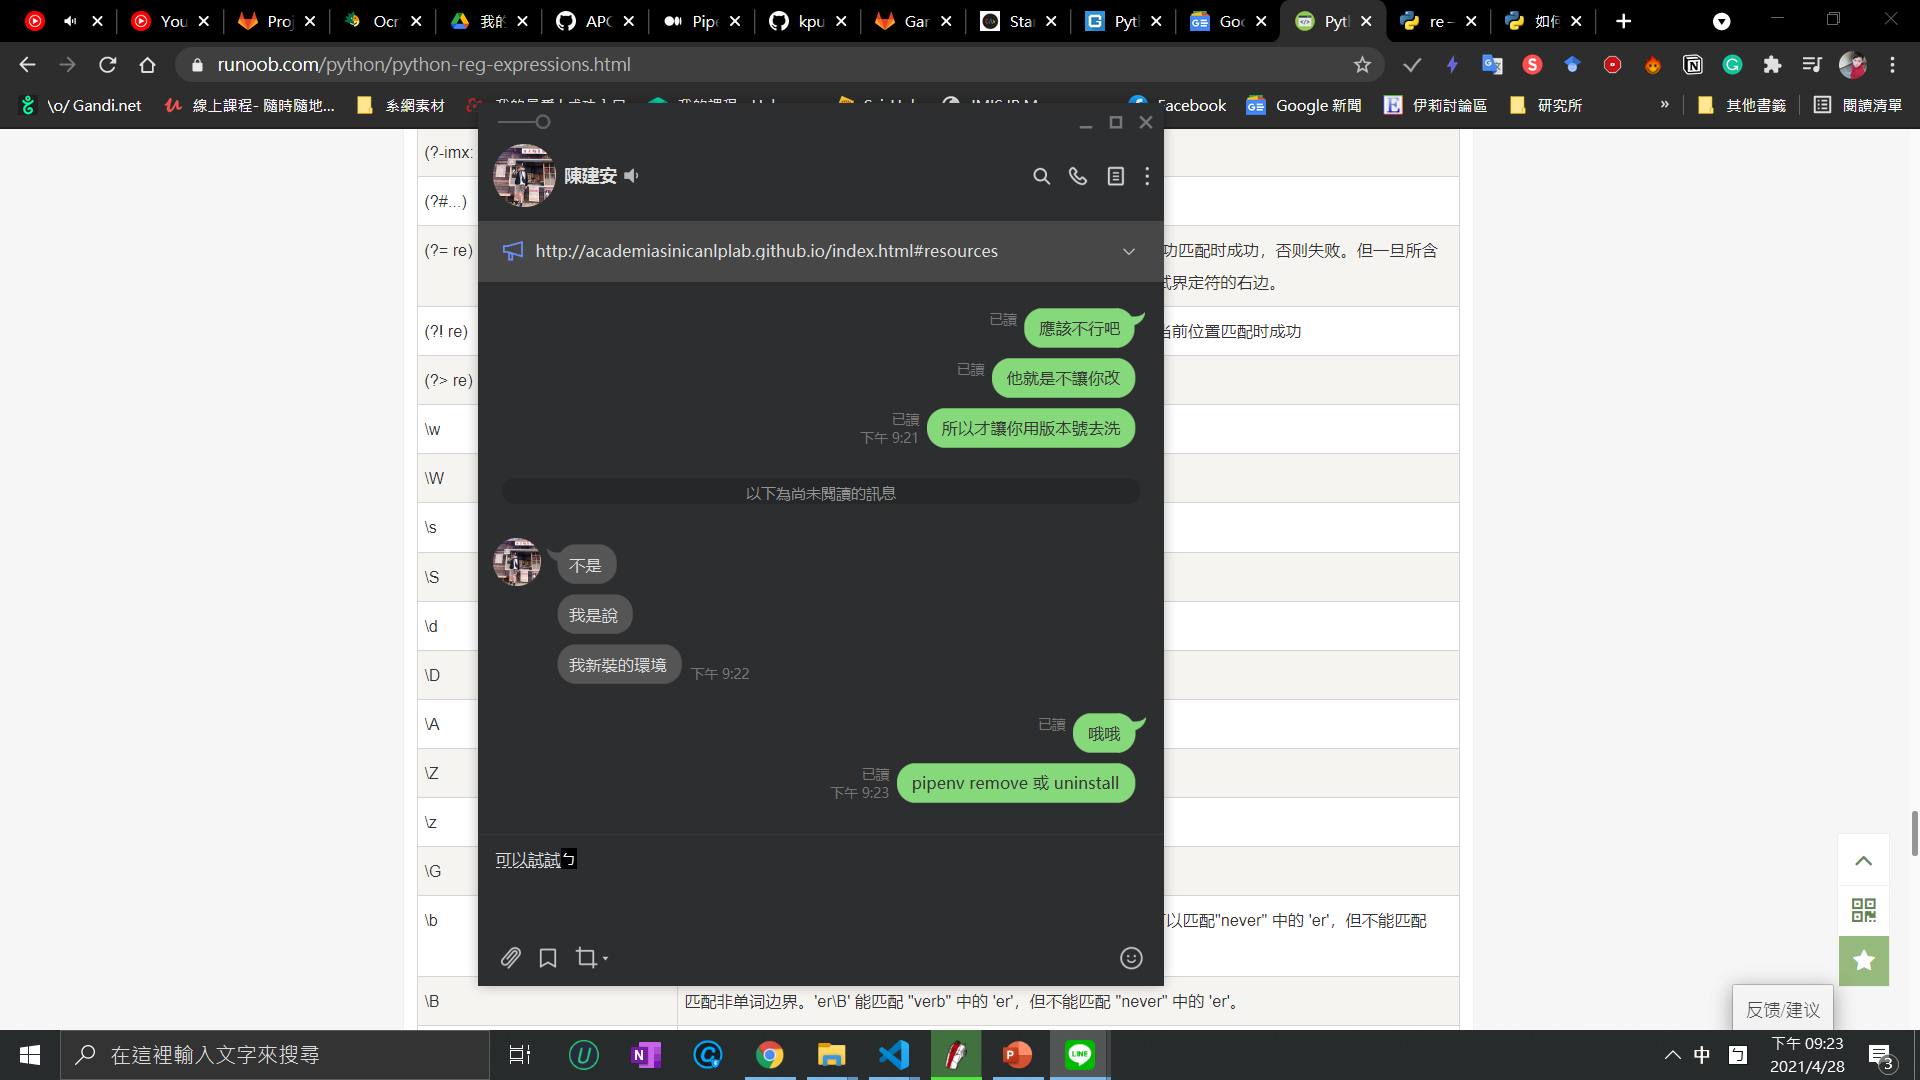 You
Pro
Ocr
我的
APC
Pipe
kpu
Gar
Star
Pytl
Goo
Pytl
re –
如何
runoob.com/python/python-reg-expressions.html
\o/ Gandi.net
線上課程- 隨時隨地...
系網素材
Facebook
Google 新聞
伊莉討論區
研究所
»
其他書籤
閱讀清單
(?-imx:
(?#...)
(?= re)
功匹配时成功，否则失败。但一旦所含
式界定符的右边。
(?! re)
当前位置匹配时成功
(?> re)
\w
\W
\s
\S
\d
\D
\A
\Z
\z
\G
\b
可以匹配"never" 中的 'er'，但不能匹配
\B
匹配非单词边界。'er\B' 能匹配 "verb" 中的 'er'，但不能匹配 "never" 中的 'er'。
陳建安
http://academiasinicanlplab.github.io/index.html#resources
已讀
應該不行吧
已讀
他就是不讓你改
已讀
下午 9:21
所以才讓你用版本號去洗
以下為尚未閱讀的訊息
不是
我是說
我新裝的環境
下午 9:22
已讀
哦哦
已讀
下午 9:23
pipenv remove 或 uninstall
可以試試ㄅ
反馈/建议
在這裡輸入文字來搜尋
中
ㄅ
下午 09:23
2021/4/28
3